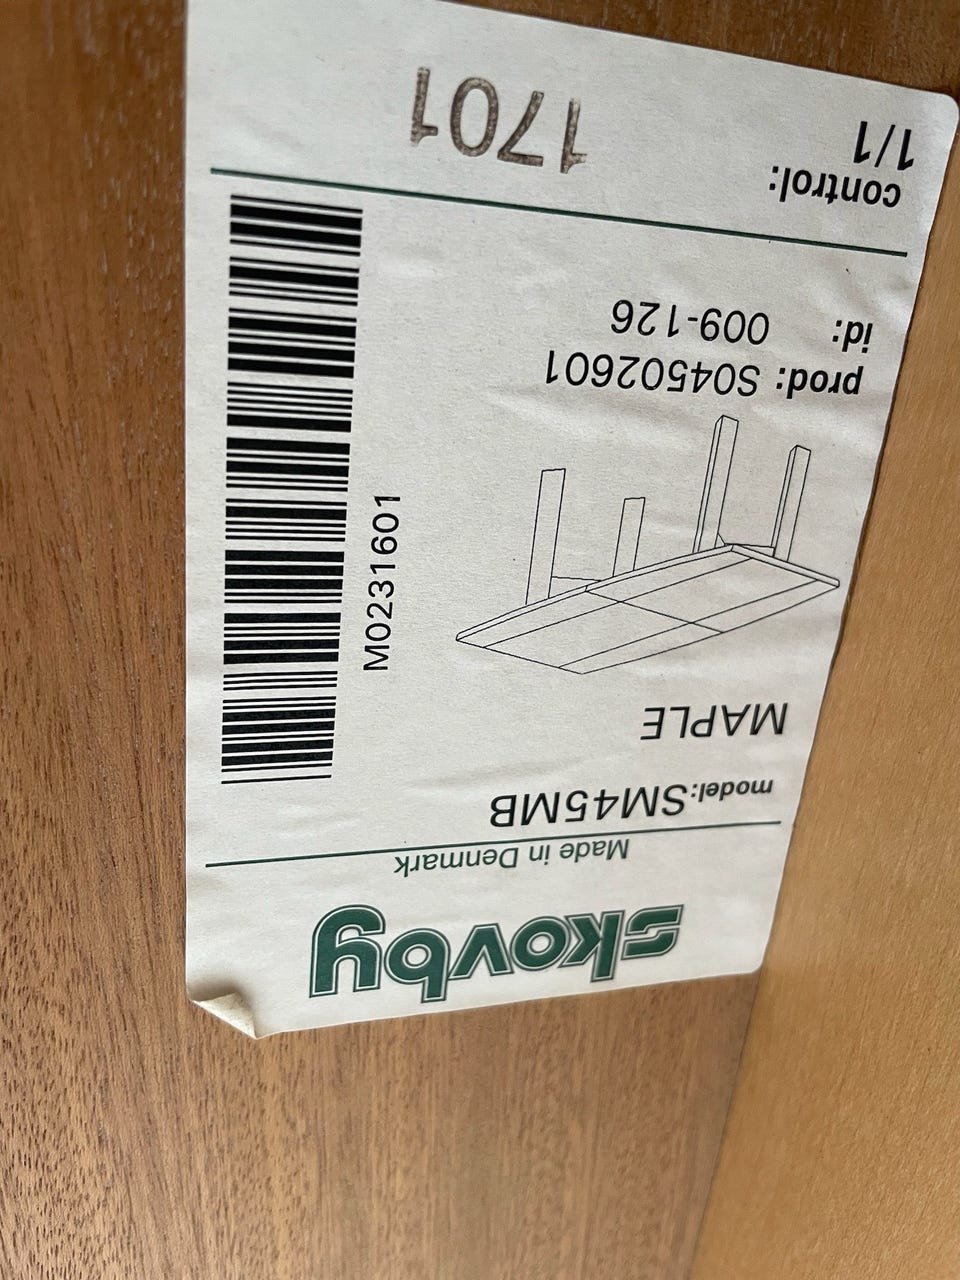 skovby
Made in Denmark
model:SM45MB
MAPLE
M0231601
prod: S04502601
id: 009-126
control:
1/1
1701